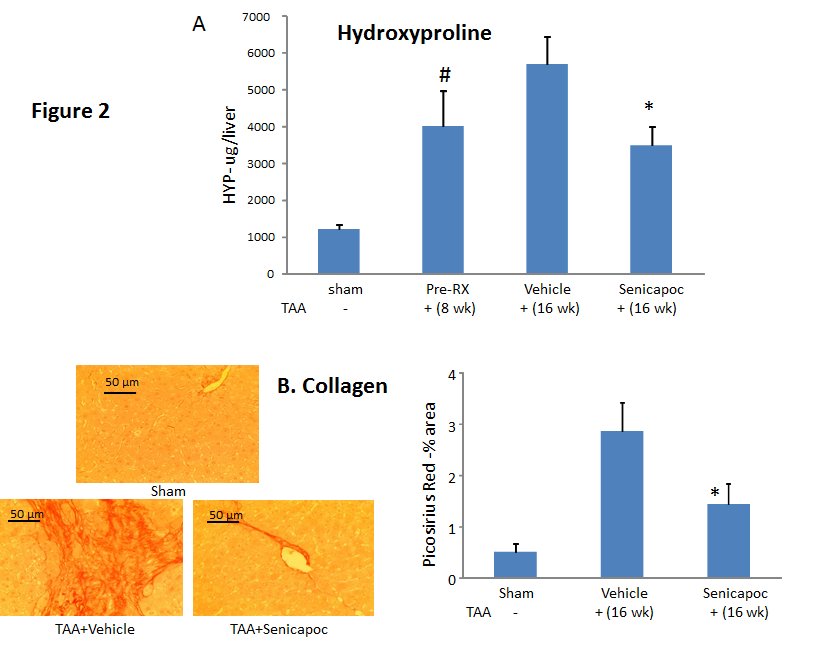 A
Hydroxyproline
Figure 2
HYP- ug/liver
7000
6000
5000
4000
3000
2000
1000
0
#
*
sham Pre-RX Vehicle Senicapoc
TAA - + (8 wk) + (16 wk) + (16 wk)
B. Collagen
50 µm
Sham
50 µm
50 µm
TAA+Vehicle TAA+Senicapoc
Picosirius Red -% area
4
3
2
1
0
*
Sham Vehicle Senicapoc
TAA - + (16 wk) + (16 wk)